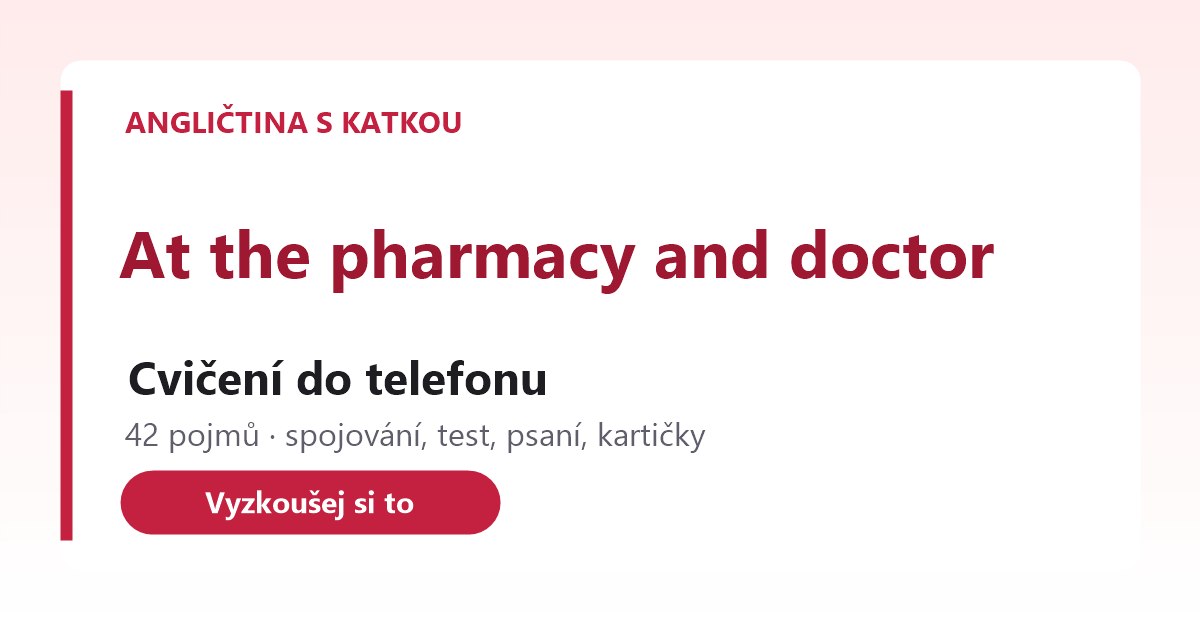 ANGLIČTINA S KATKOU
At the pharmacy and doctor
Cvičení do telefonu
42 pojmů · spojování, test, psaní, kartičky
Vyzkoušej si to